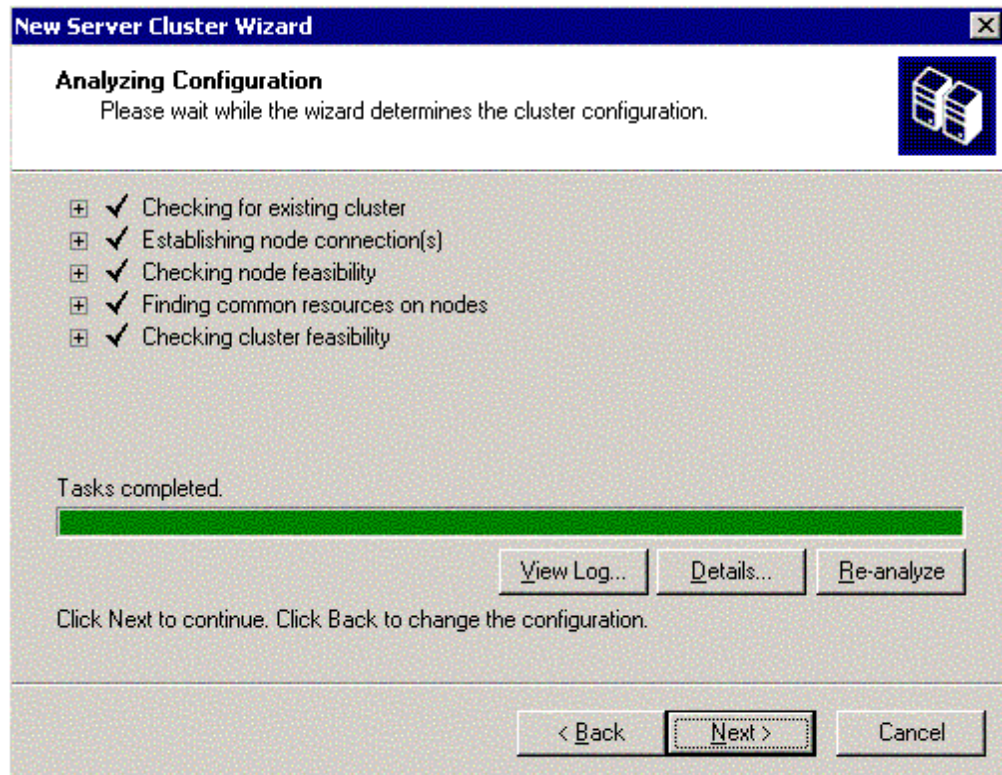 New Server Cluster Wizard
Analyzing Configuration
Please wait while the wizard determines the cluster configuration.
Checking for existing cluster
Establishing node connection(s)
Checking node feasibility
Finding common resources on nodes
Checking cluster feasibility
Tasks completed.
View Log... Details... Re-analyze
Click Next to continue. Click Back to change the configuration.
< Back Next > Cancel